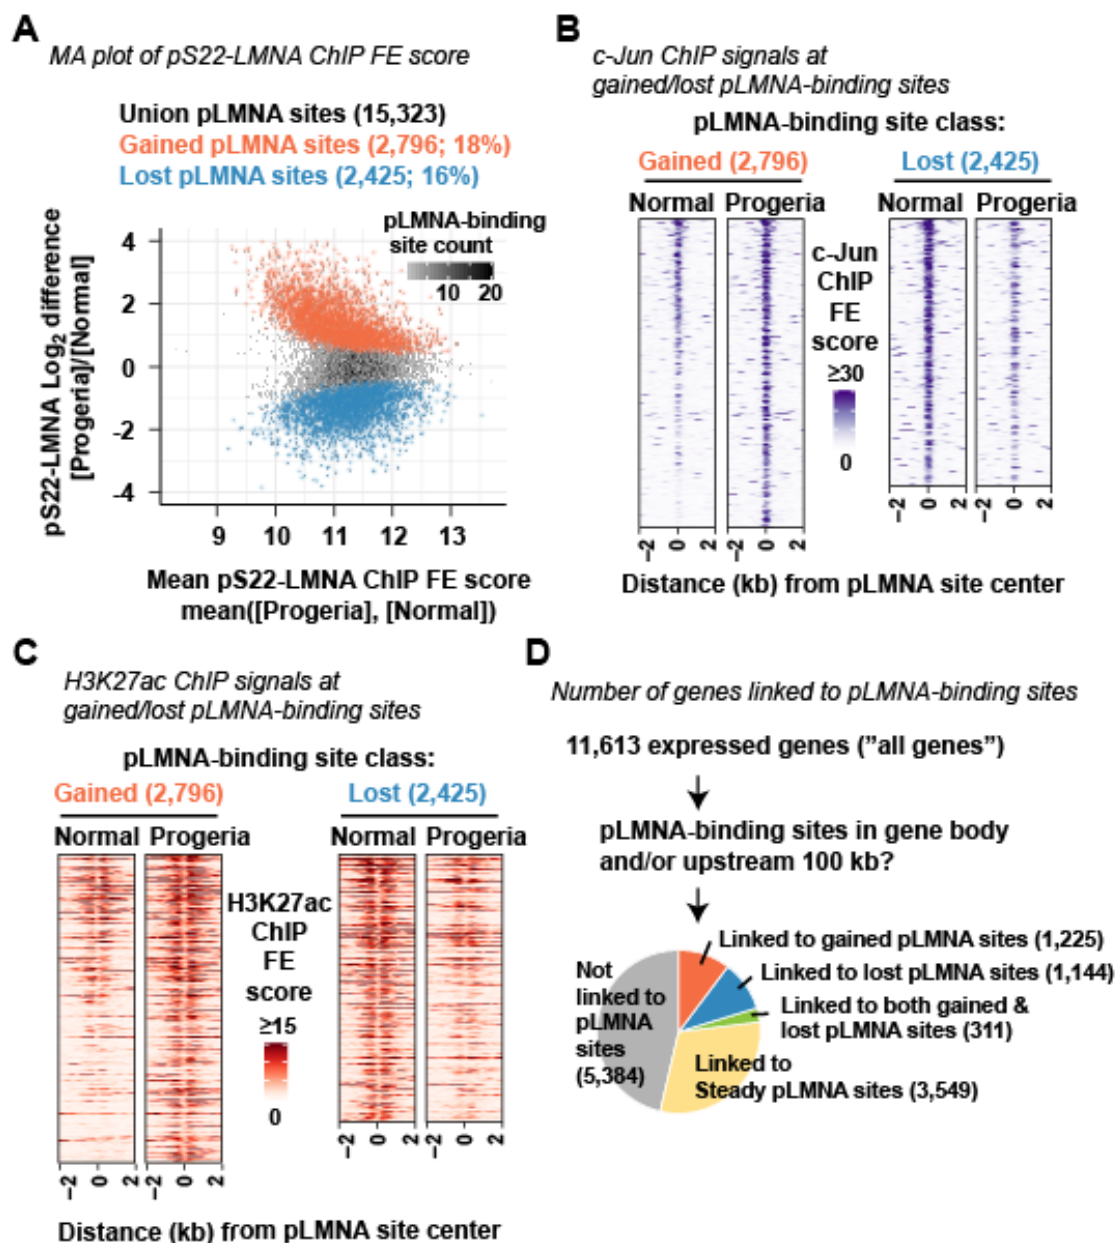 A
MA plot of pS22-LMNA ChIP FE score
Union pLMNA sites (15,323)
Gained pLMNA sites (2,796; 18%)
Lost pLMNA sites (2,425; 16%)
pLMNA-binding
site count
10 20
pS22-LMNA Log2 difference
[Progeria]/[Normal]
4
2
0
-2
-4
9 10 11 12 13
Mean pS22-LMNA ChIP FE score
mean([Progeria], [Normal])
B
c-Jun ChIP signals at
gained/lost pLMNA-binding sites
pLMNA-binding site class:
Gained (2,796) Lost (2,425)
Normal Progeria Normal Progeria
c-Jun
ChIP
FE
score
≥30
0
−2 0 2 −2 0 2 −2 0 2 −2 0 2
Distance (kb) from pLMNA site center
C
H3K27ac ChIP signals at
gained/lost pLMNA-binding sites
pLMNA-binding site class:
Gained (2,796) Lost (2,425)
Normal Progeria Normal Progeria
H3K27ac
ChIP
FE
score
≥15
0
−2 0 2 −2 0 2 −2 0 2 −2 0 2
Distance (kb) from pLMNA site center
D
Number of genes linked to pLMNA-binding sites
11,613 expressed genes ("all genes")
pLMNA-binding sites in gene body
and/or upstream 100 kb?
Linked to gained pLMNA sites (1,225)
Linked to lost pLMNA sites (1,144)
Linked to both gained &
lost pLMNA sites (311)
Linked to
Steady pLMNA sites (3,549)
Not
linked to
pLMNA
sites
(5,384)